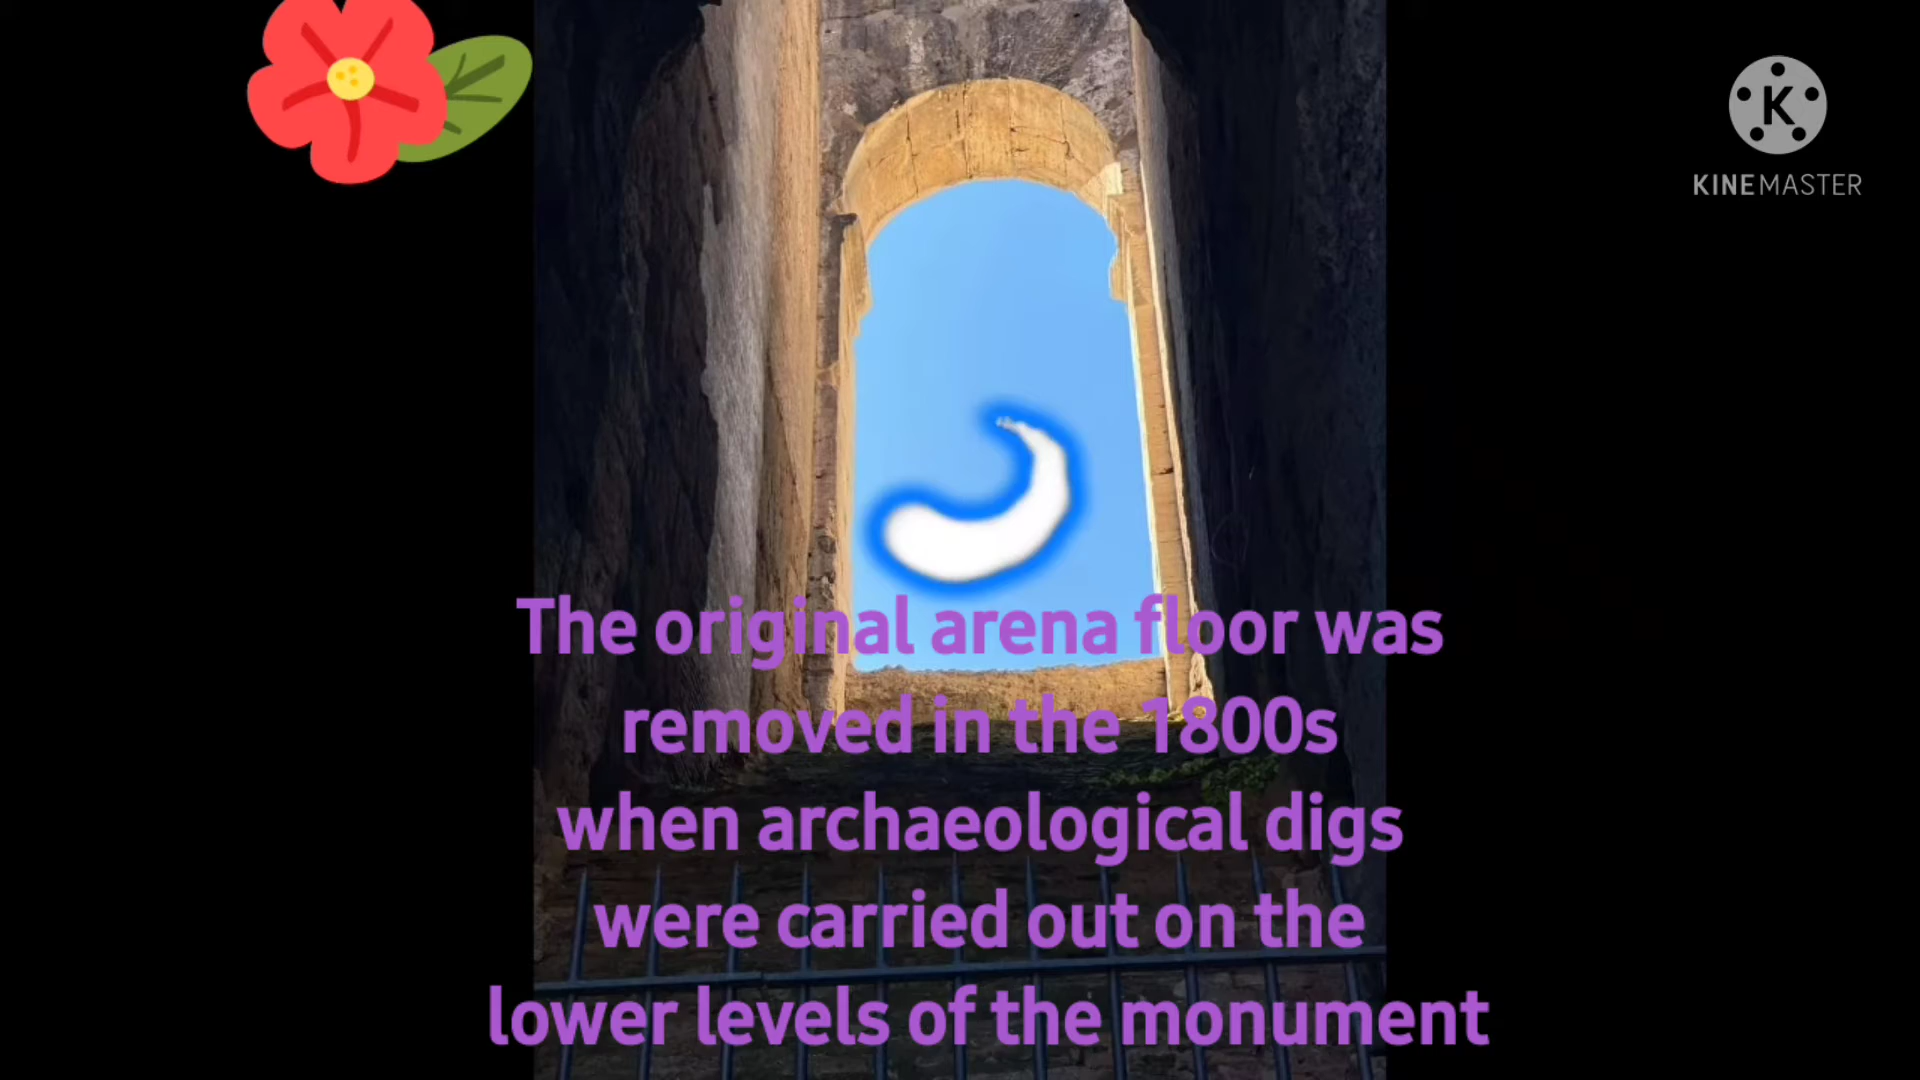 KINEMASTER
The original arena floor was
removed in the 1800s
when archaeological digs
were carried out on the
lower levels of the monument